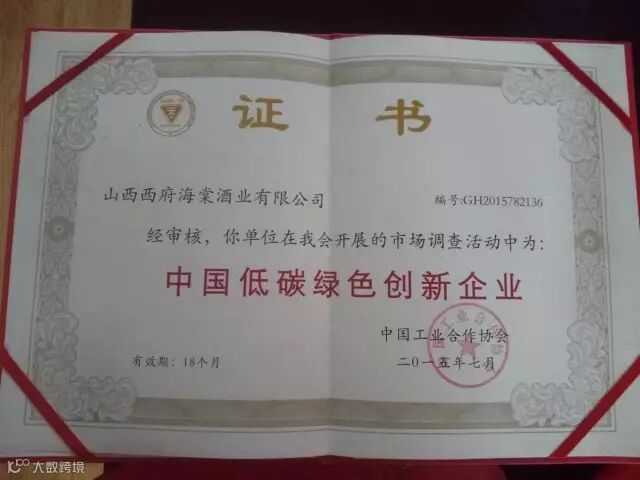 证 书
山西西府海棠酒业有限公司
编号:GH2015782136
经审核，你单位在我会开展的市场调查活动中为：
中国低碳绿色创新企业
中国工业合作协会
有效期：18个月
二〇一五年七月
大数跨境